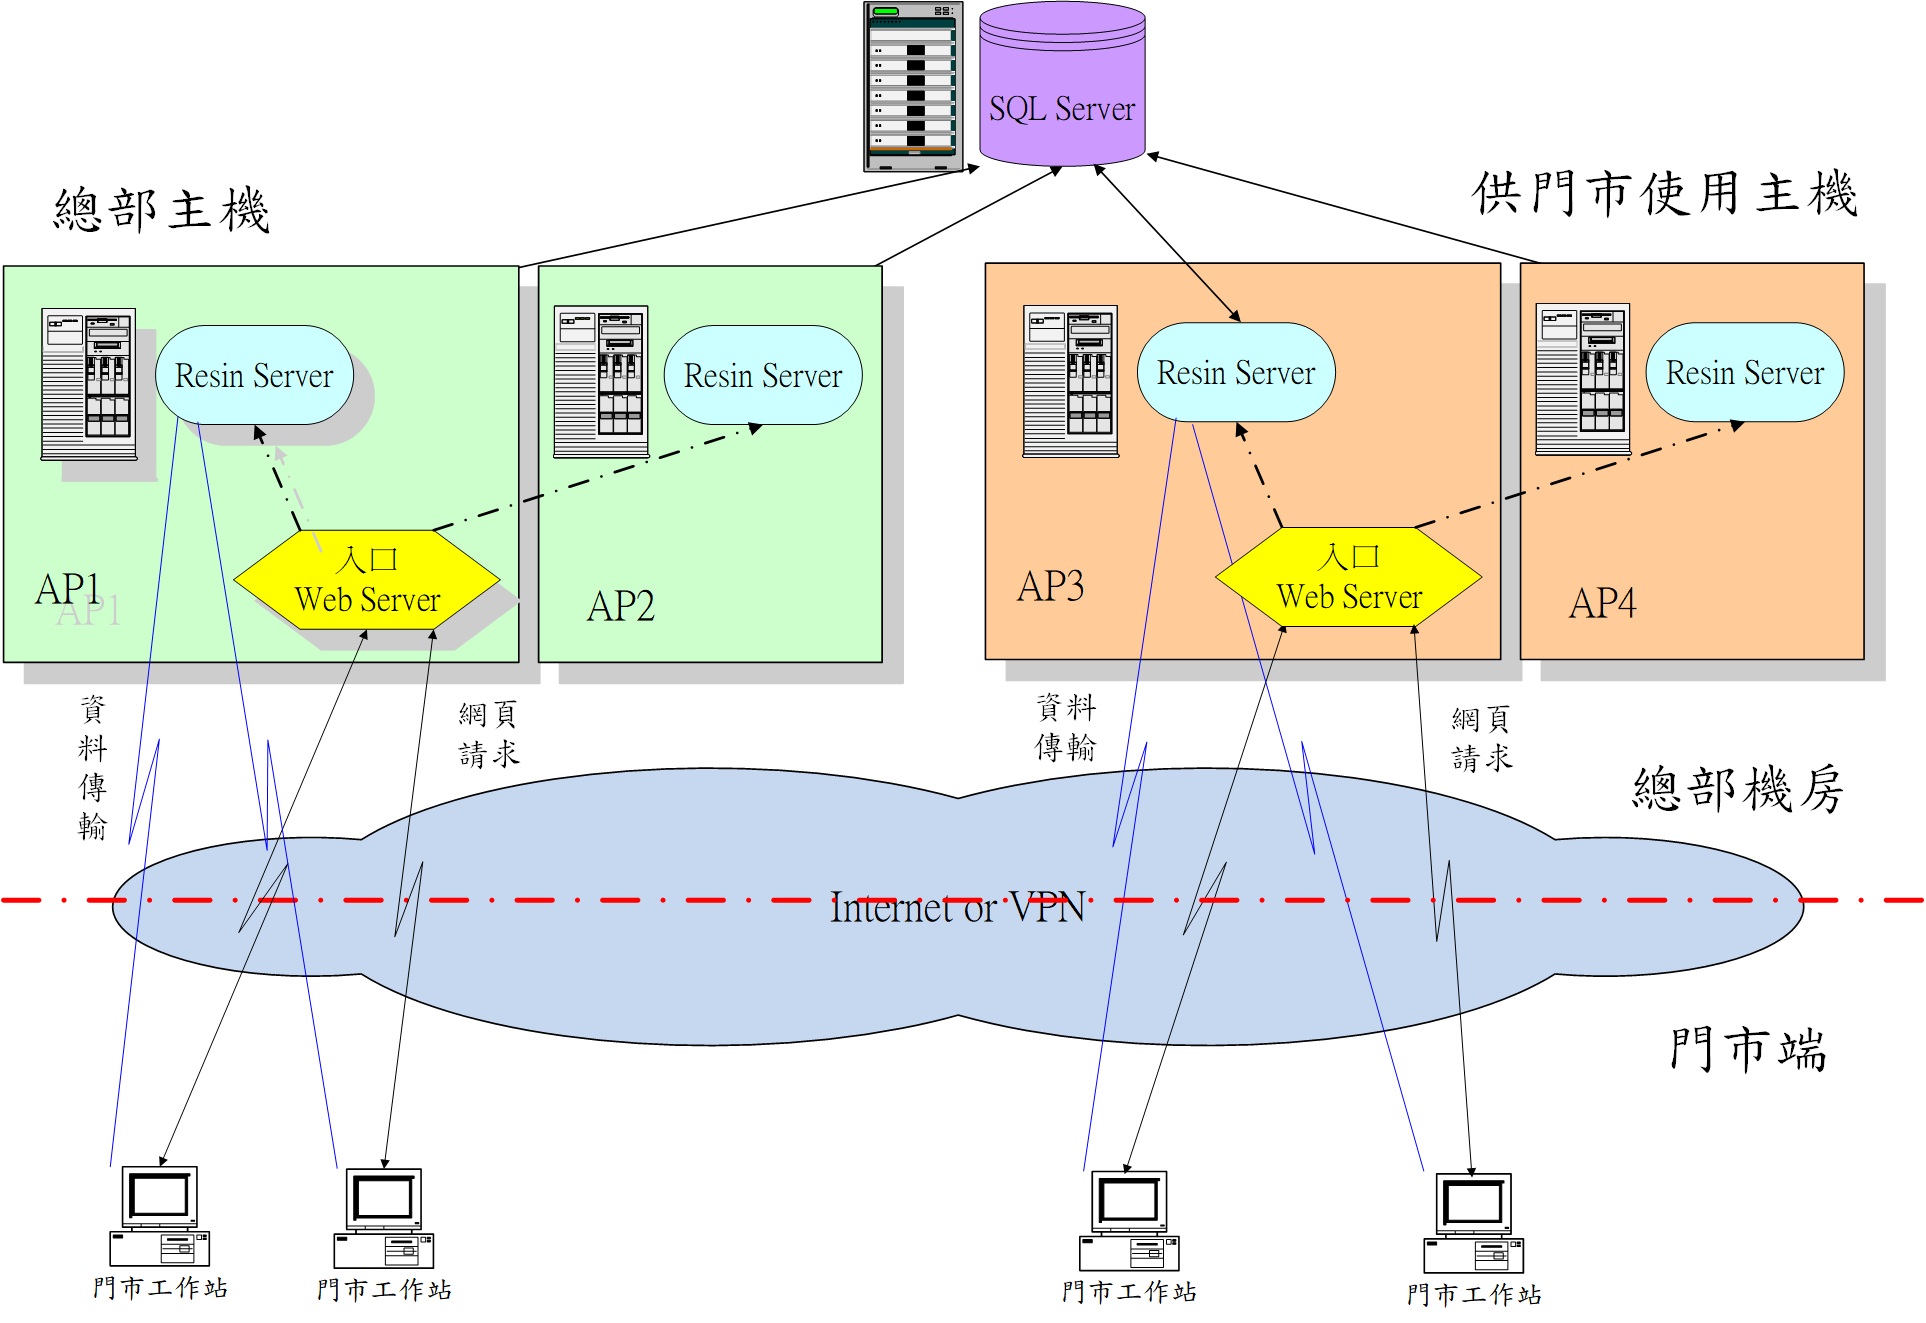 SQL Server
總部主機
供門市使用主機
Resin Server
Resin Server
Resin Server
Resin Server
入口
Web Server
入口
Web Server
AP1
AP1
AP2
AP3
AP4
資
料
傳
輸
網頁
請求
資料
傳輸
網頁
請求
總部機房
Internet or VPN
門市端
門市工作站
門市工作站
門市工作站
門市工作站